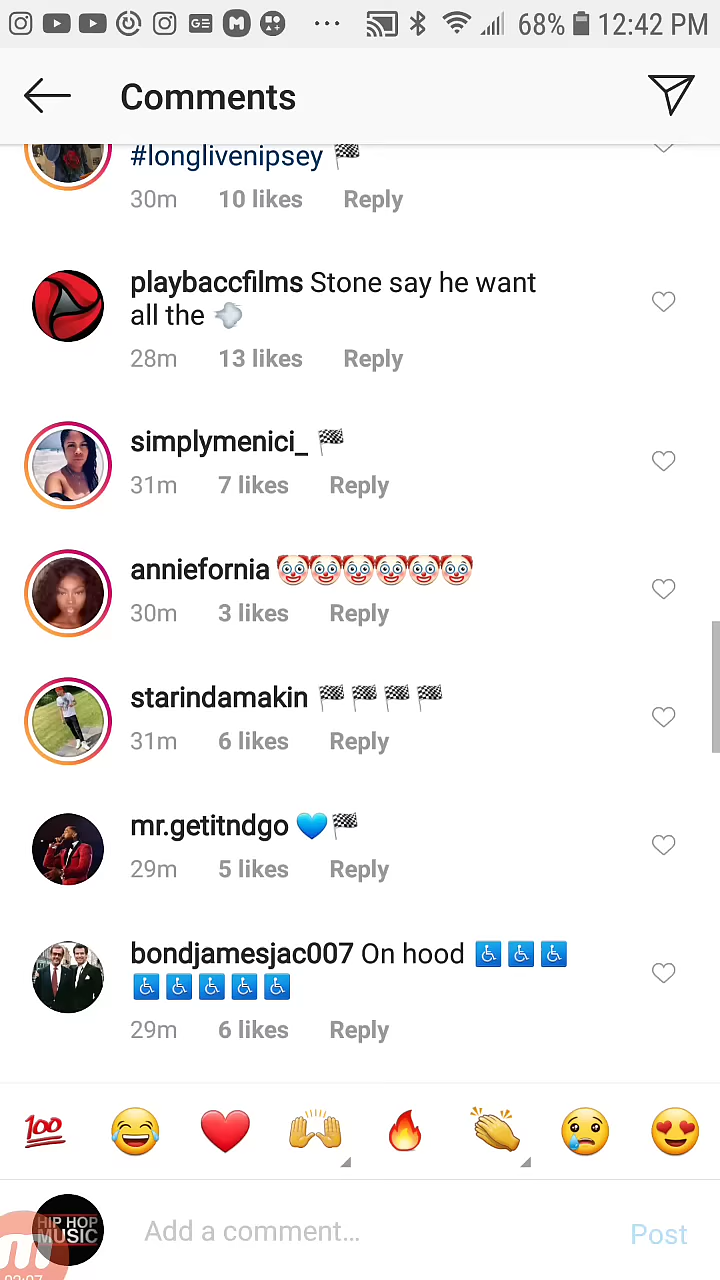 68% 12:42 PM
Comments
#longlivenipsey 🏁
30m 10 likes Reply
playbaccfilms Stone say he want
all the 💨
28m 13 likes Reply
simplymenici_ 🏁
31m 7 likes Reply
anniefornia 🤡🤡🤡🤡🤡🤡
30m 3 likes Reply
starindamakin 🏁🏁🏁🏁
31m 6 likes Reply
mr.getitndgo 💙🏁
29m 5 likes Reply
bondjamesjac007 On hood ♿♿♿
♿♿♿♿♿
29m 6 likes Reply
💯 😂 ❤️ 🙌 🔥 👏 😢 😍
HIP HOP
MUSIC
Add a comment...
Post